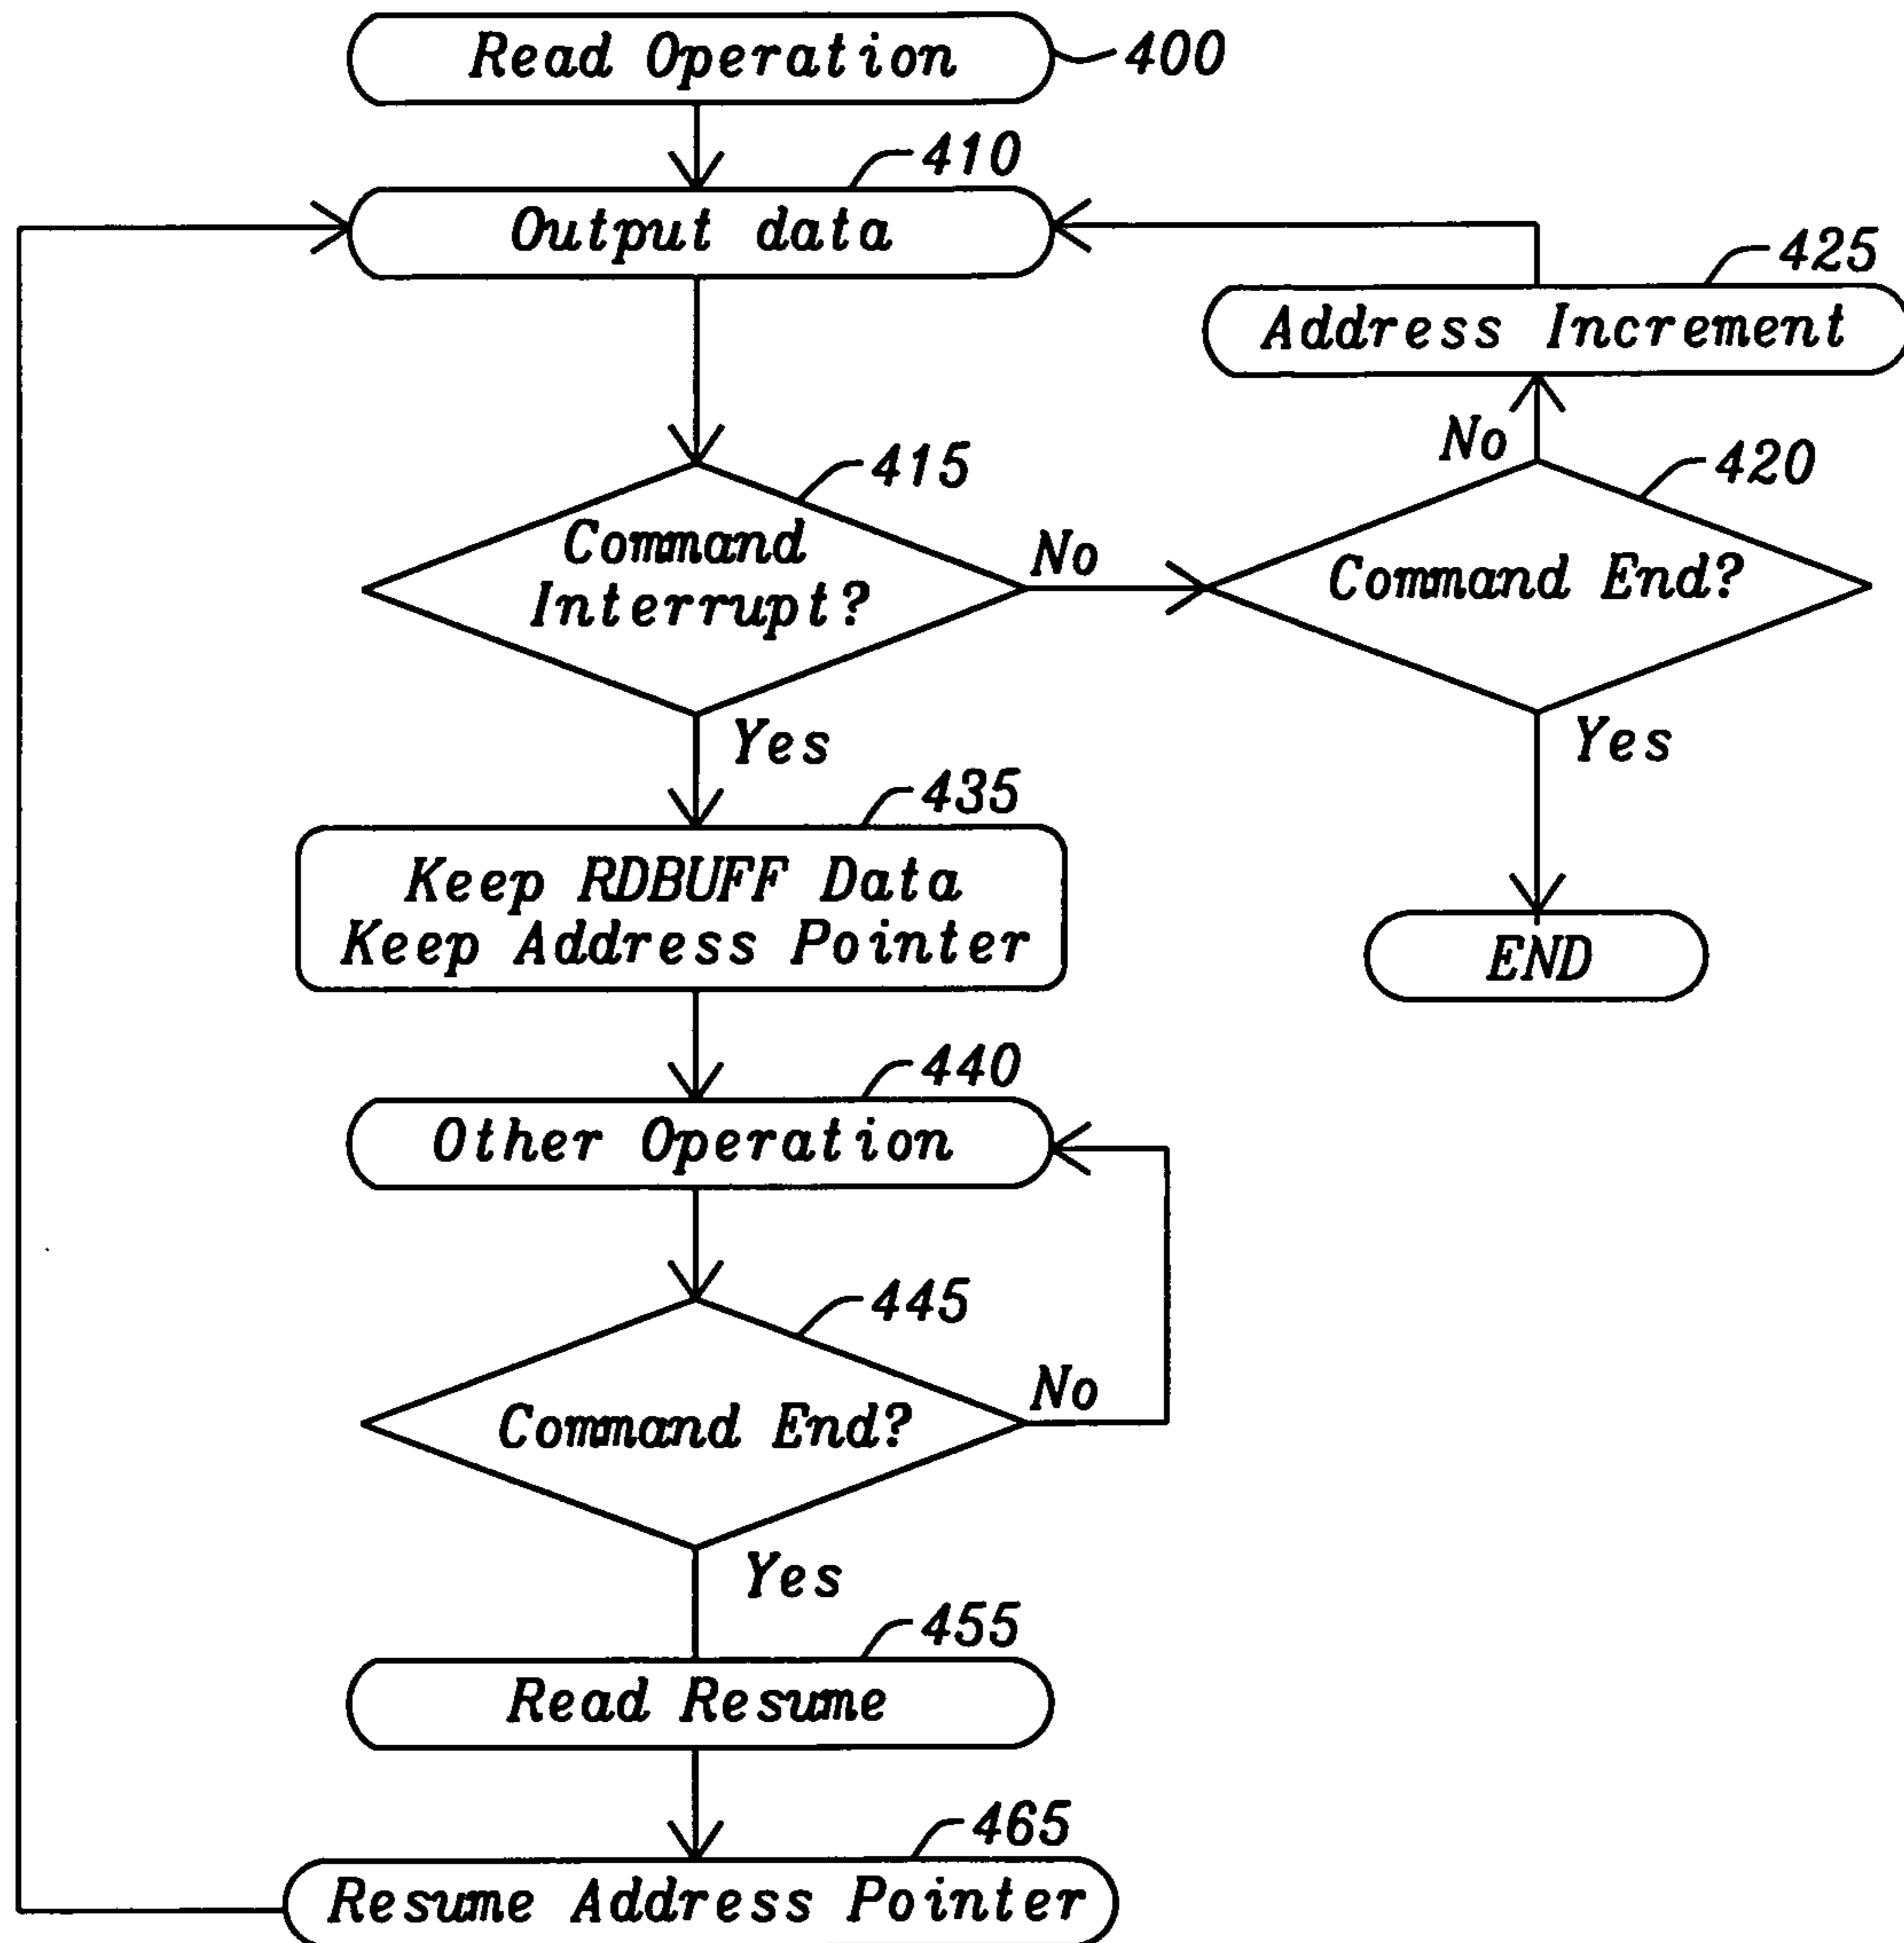 Read Operation
400
410
Output data
425
Address Increment
415
No
420
Command
Interrupt?
No
Command End?
Yes
Yes
435
Keep RDBUFF Data
Keep Address Pointer
END
440
Other Operation
445
No
Command End?
Yes
455
Read Resume
465
Resume Address Pointer